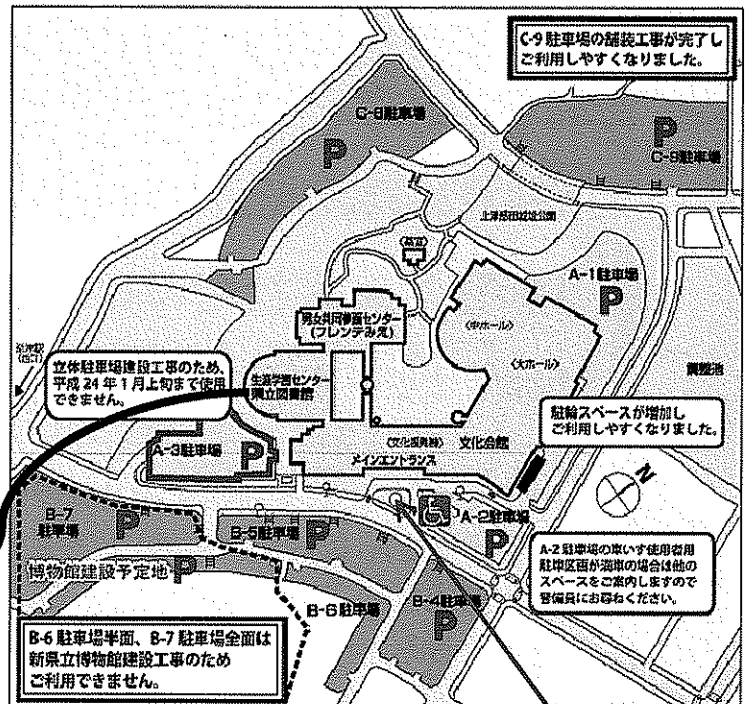 C-9 駐車場の舗装工事が完了し
ご利用しやすくなりました。
C-8駐車場
P
P
C-9駐車場
上津部田城址公園
〈茶室〉
A-1駐車場
P
男女共同参画センター
(フレンテみえ)
〈中ホール〉
〈大ホール〉
調整池
立体駐車場建設工事のため、
平成 24 年 1 月上旬まで使用
できません。
生涯学習センター
県立図書館
駐輪スペースが増加し
ご利用しやすくなりました。
〈文化振興棟〉
文化会館
メインエントランス
A-3駐車場
P
N
B-7
駐車場
P
B-5駐車場
P
A-2駐車場
P
博物館建設予定地
P
B-6駐車場
B-4駐車場
P
A-2 駐車場の車いす使用者用
駐車区画が満車の場合は他の
スペースをご案内しますので
警備員にお尋ねください。
B-6 駐車場半面、B-7 駐車場全面は
新県立博物館建設工事のため
ご利用できません。